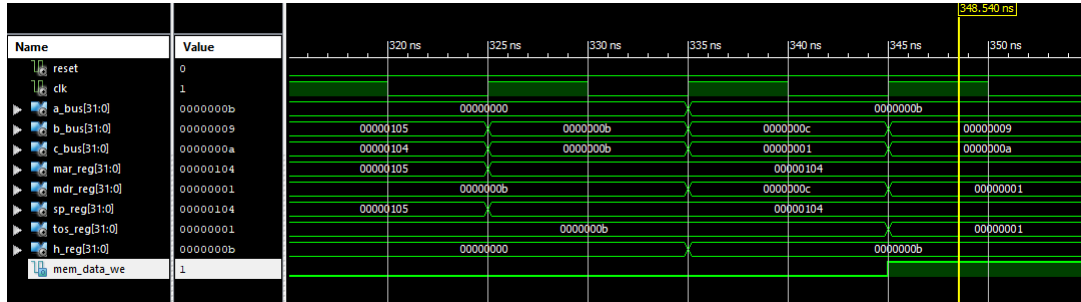 348.540 ns
Name Value 320 ns 325 ns 330 ns 335 ns 340 ns 345 ns 350 ns
reset 0
clk 1
a_bus[31:0] 0000000b 00000000 0000000b
b_bus[31:0] 00000009 00000105 0000000b 0000000c 00000009
c_bus[31:0] 0000000a 00000104 0000000b 00000001 0000000a
mar_reg[31:0] 00000104 00000105 00000104
mdr_reg[31:0] 00000001 0000000b 0000000c 00000001
sp_reg[31:0] 00000104 00000105 00000104
tos_reg[31:0] 00000001 0000000b 00000001
h_reg[31:0] 0000000b 00000000 0000000b
mem_data_we 1